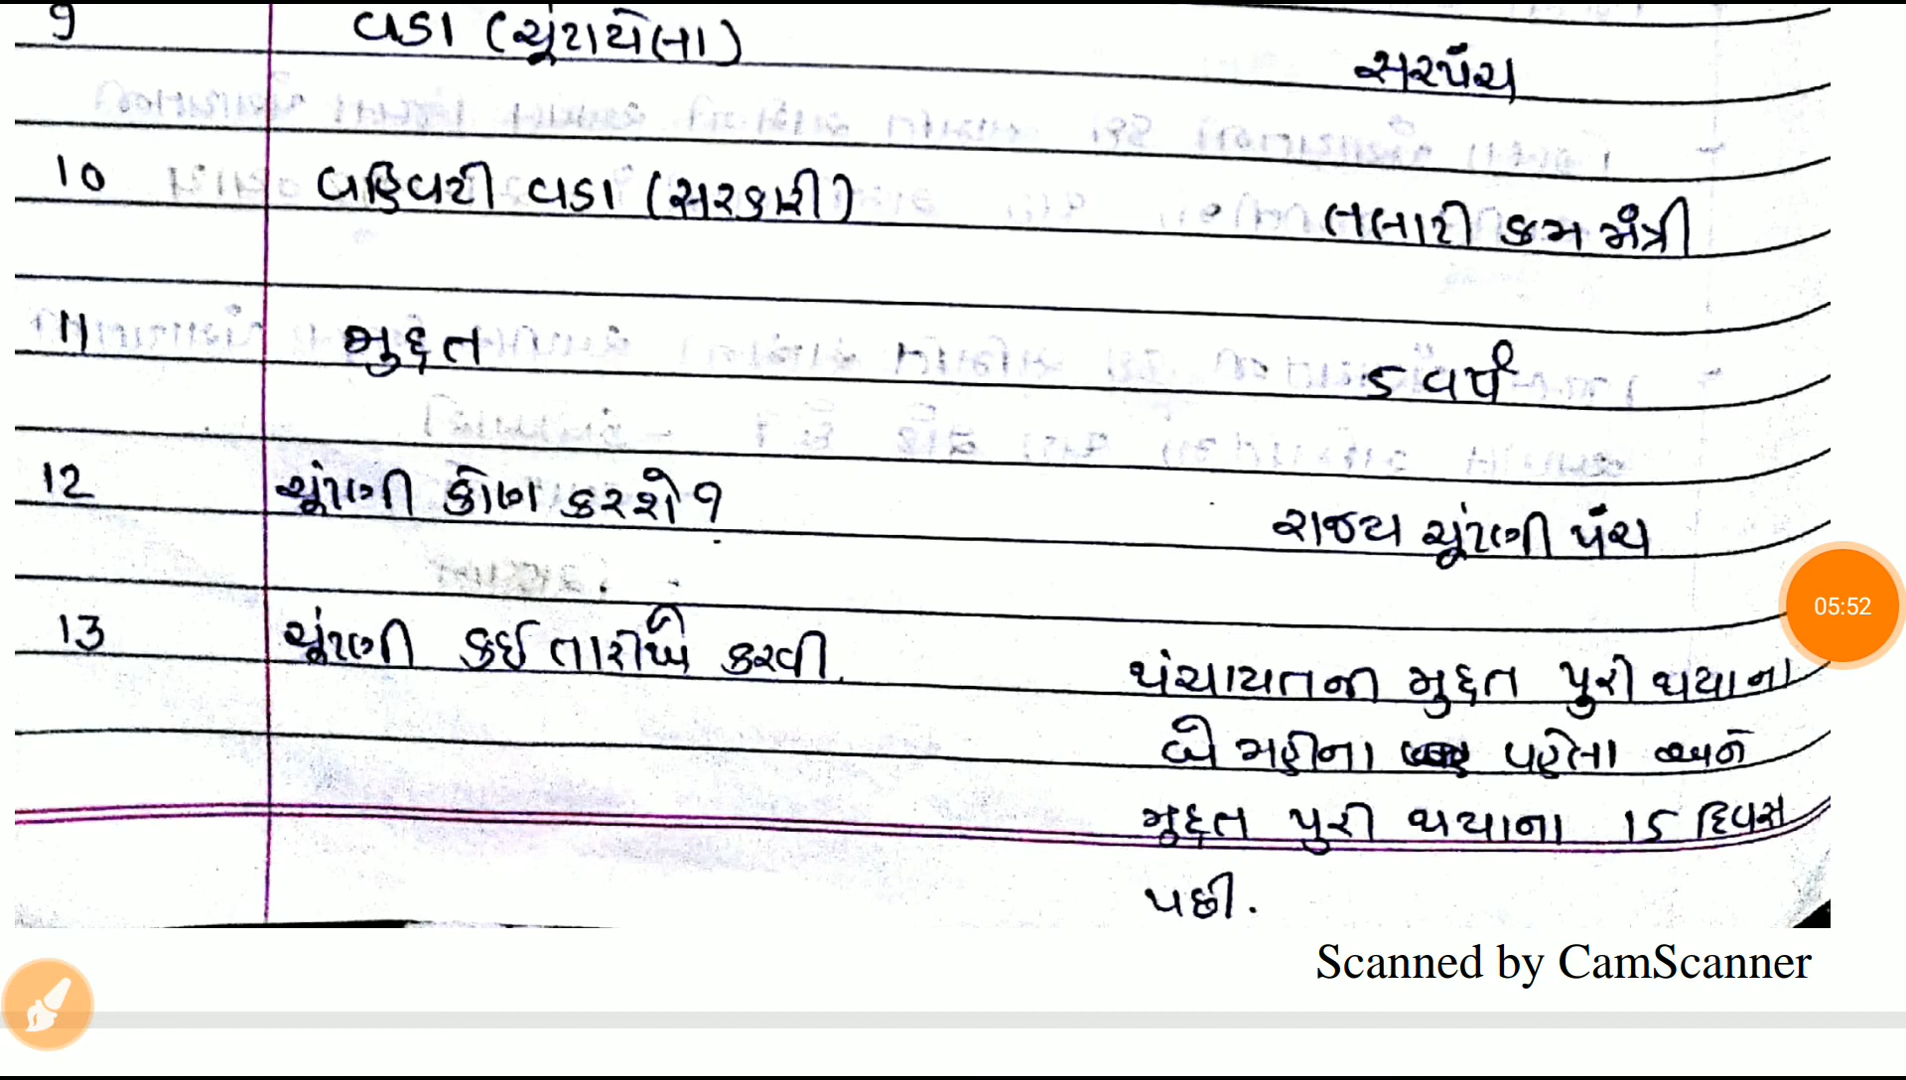 9 વડા (ચૂંટાયેલા) સરપંચ
10 વહિવટી વડા (સરકારી) તલાટી કમ મંત્રી
11 મુદ્દત 5 વર્ષ
12 ચૂંટણી કોણ કરશે? રાજ્ય ચૂંટણી પંચ
13 ચૂંટણી કઈ તારીખે કરવી. પંચાયતની મુદ્દત પુરી થયાના
બે મહીના પહેલા અને
મુદ્દત પુરી થયાના 15 દિવસ
પછી.
05:52
Scanned by CamScanner